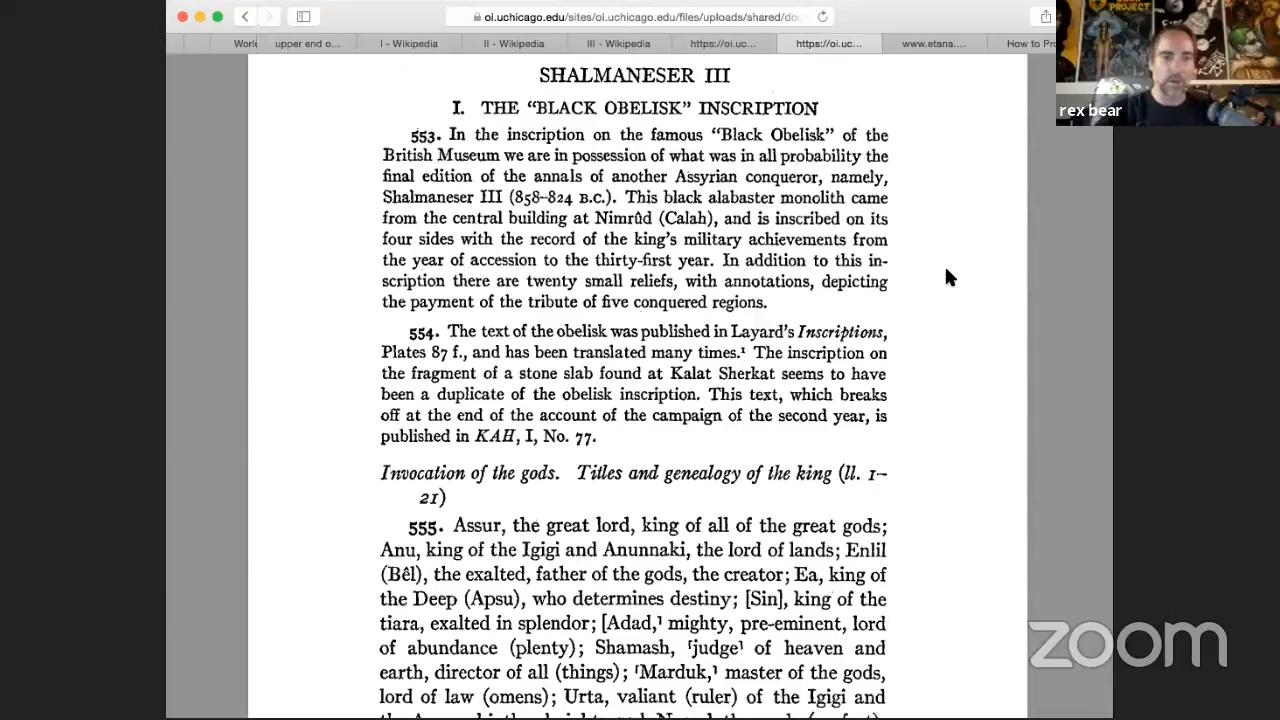 oi.uchicago.edu/sites/oi.uchicago.edu/files/uploads/shared/doc
upper end o...
I - Wikipedia
II - Wikipedia
III - Wikipedia
https://oi.uc...
https://oi.uc...
www.etana....
How to Pr
PROJECT
rex bear
SHALMANESER III
I. THE "BLACK OBELISK" INSCRIPTION
553. In the inscription on the famous "Black Obelisk" of the
British Museum we are in possession of what was in all probability the
final edition of the annals of another Assyrian conqueror, namely,
Shalmaneser III (858–824 B.C.). This black alabaster monolith came
from the central building at Nimrûd (Calah), and is inscribed on its
four sides with the record of the king's military achievements from
the year of accession to the thirty-first year. In addition to this in-
scription there are twenty small reliefs, with annotations, depicting
the payment of the tribute of five conquered regions.
554. The text of the obelisk was published in Layard's Inscriptions,
Plates 87 f., and has been translated many times.¹ The inscription on
the fragment of a stone slab found at Kalat Sherkat seems to have
been a duplicate of the obelisk inscription. This text, which breaks
off at the end of the account of the campaign of the second year, is
published in KAH, I, No. 77.
Invocation of the gods. Titles and genealogy of the king (ll. 1–
21)
555. Assur, the great lord, king of all of the great gods;
Anu, king of the Igigi and Anunnaki, the lord of lands; Enlil
(Bêl), the exalted, father of the gods, the creator; Ea, king of
the Deep (Apsu), who determines destiny; [Sin], king of the
tiara, exalted in splendor; [Adad,⌉ mighty, pre-eminent, lord
of abundance (plenty); Shamash, ⌈judge⌉ of heaven and
earth, director of all (things); ⌈Marduk,⌉ master of the gods,
lord of law (omens); Urta, valiant (ruler) of the Igigi and
zoom